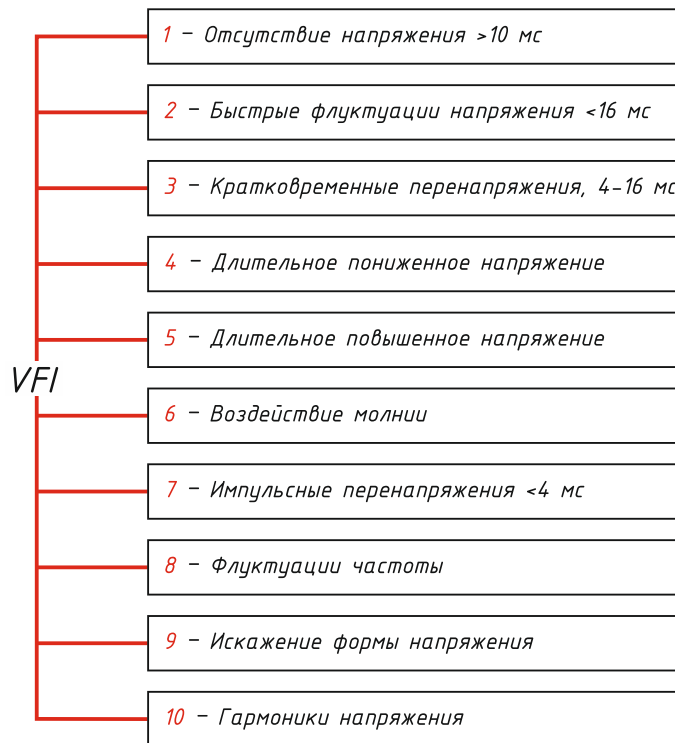 1 – Отсутствие напряжения >10 мс
2 – Быстрые флуктуации напряжения <16 мс
3 – Кратковременные перенапряжения, 4–16 мс
4 – Длительное пониженное напряжение
5 – Длительное повышенное напряжение
VFI
6 – Воздействие молнии
7 – Импульсные перенапряжения <4 мс
8 – Флуктуации частоты
9 – Искажение формы напряжения
10 – Гармоники напряжения